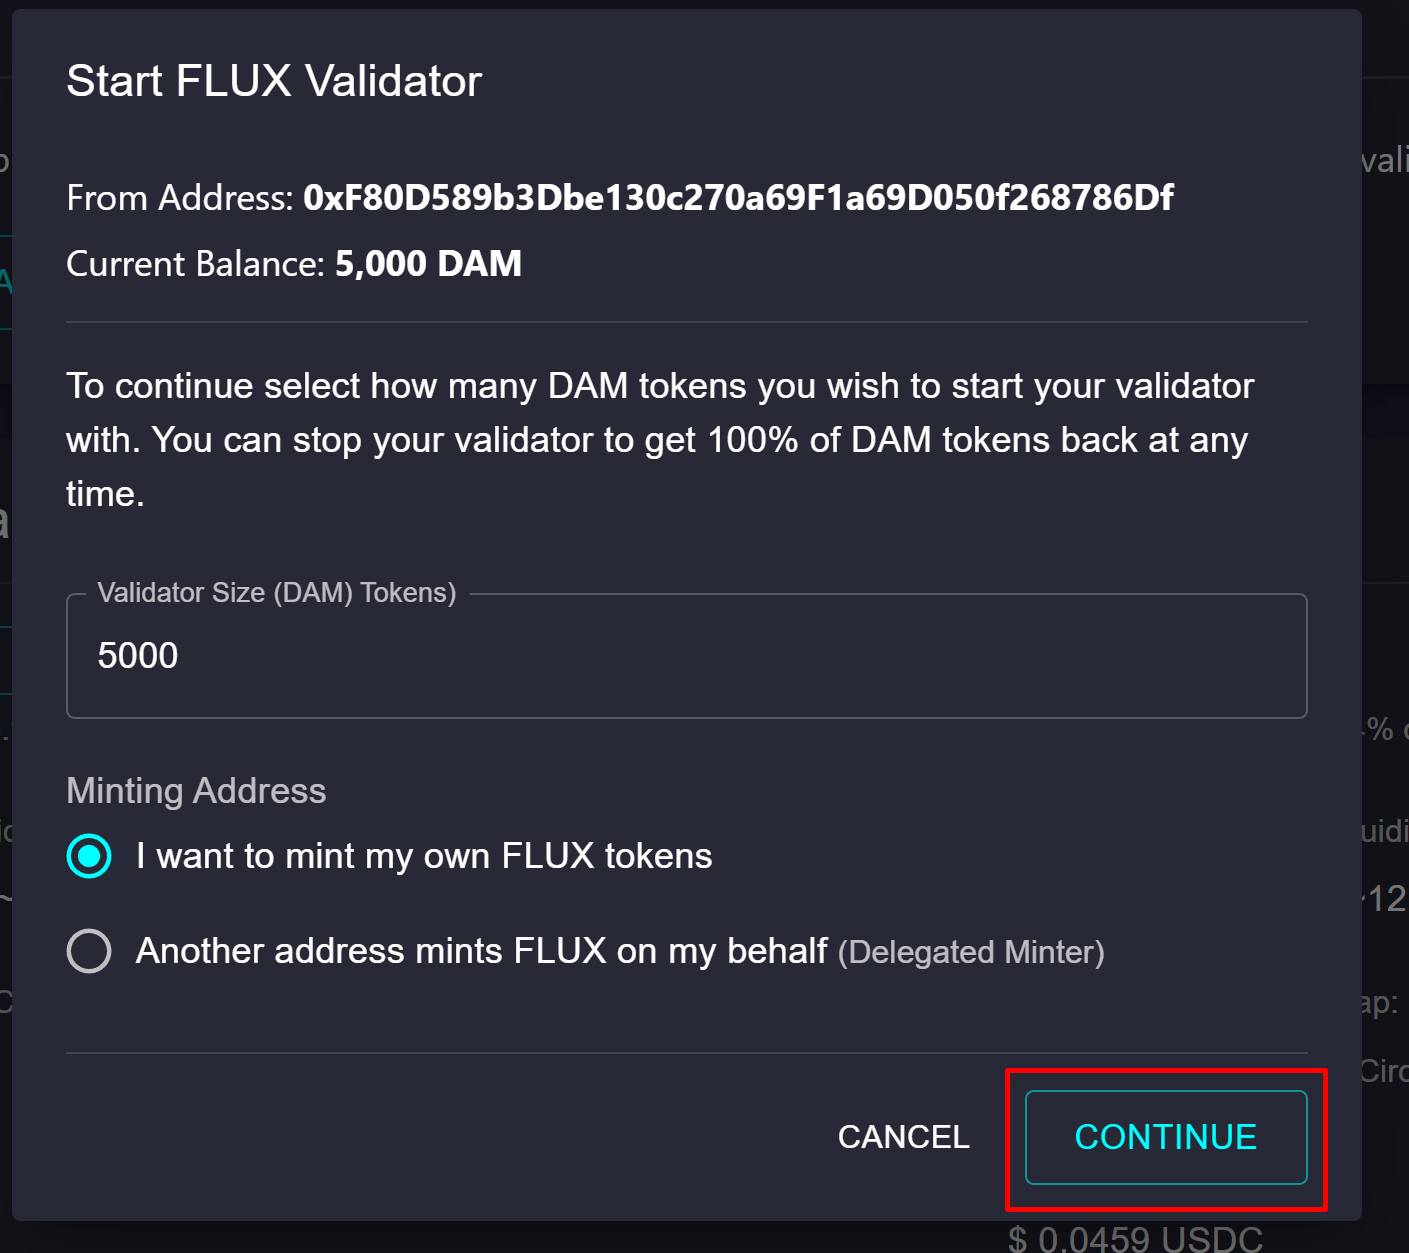 Start FLUX Validator
From Address: 0xF80D589b3Dbe130c270a69F1a69D050f268786Df
Current Balance: 5,000 DAM
To continue select how many DAM tokens you wish to start your validator
with. You can stop your validator to get 100% of DAM tokens back at any
time.
Validator Size (DAM) Tokens)
5000
Minting Address
I want to mint my own FLUX tokens
Another address mints FLUX on my behalf (Delegated Minter)
CANCEL
CONTINUE
$ 0.0459 USDC